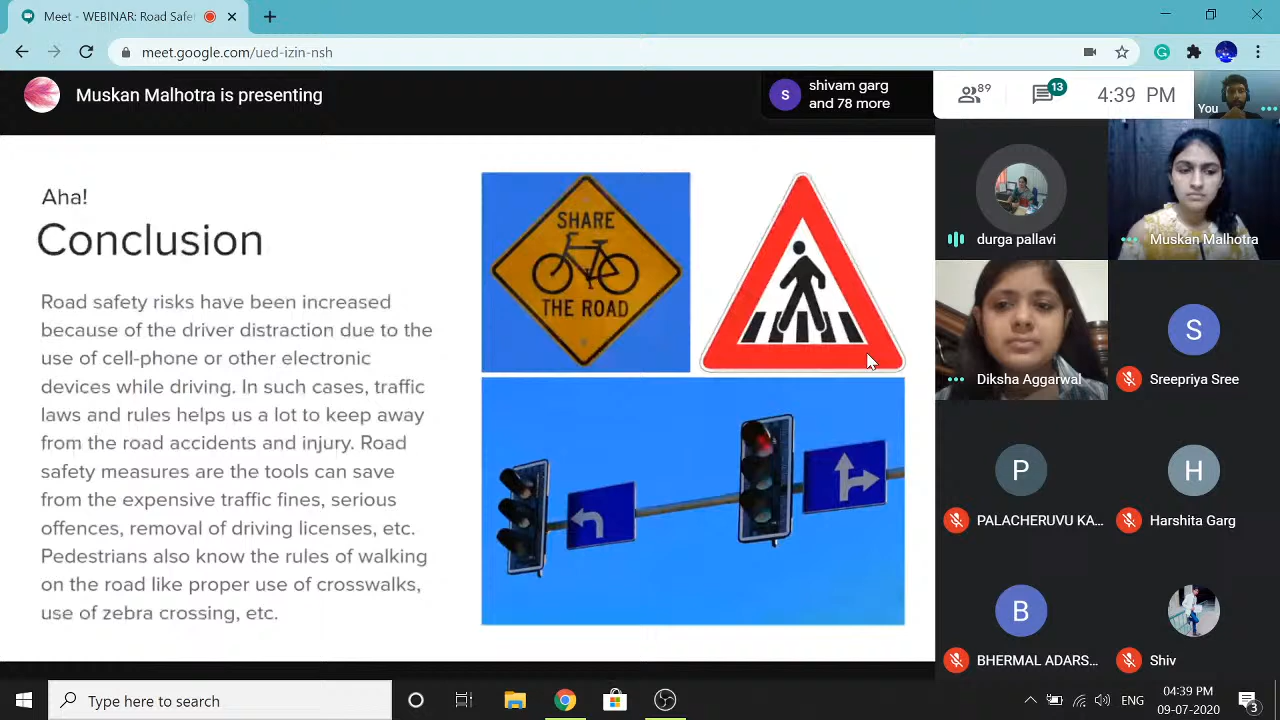 Meet - WEBINAR: Road Safe
meet.google.com/ued-izin-nsh
Muskan Malhotra is presenting
S
shivam garg
and 78 more
89
13
4:39 PM
You
Aha!
Conclusion
Road safety risks have been increased
because of the driver distraction due to the
use of cell-phone or other electronic
devices while driving. In such cases, traffic
laws and rules helps us a lot to keep away
from the road accidents and injury. Road
safety measures are the tools can save
from the expensive traffic fines, serious
offences, removal of driving licenses, etc.
Pedestrians also know the rules of walking
on the road like proper use of crosswalks,
use of zebra crossing, etc.
SHARE
THE ROAD
durga pallavi
Muskan Malhotra
Diksha Aggarwal
S
Sreepriya Sree
P
PALACHERUVU KA...
H
Harshita Garg
B
BHERMAL ADARS...
Shiv
Type here to search
ENG
04:39 PM
09-07-2020
3